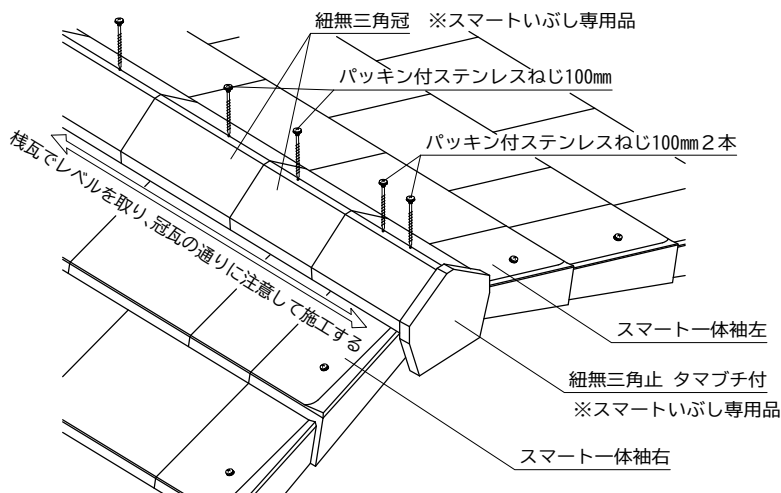 紐無三角冠 ※スマートいぶし専用品
パッキン付ステンレスねじ100㎜
パッキン付ステンレスねじ100㎜２本
桟瓦でレベルを取り、冠瓦の通りに注意して施工する
スマート一体袖左
紐無三角止 タマブチ付
※スマートいぶし専用品
スマート一体袖右